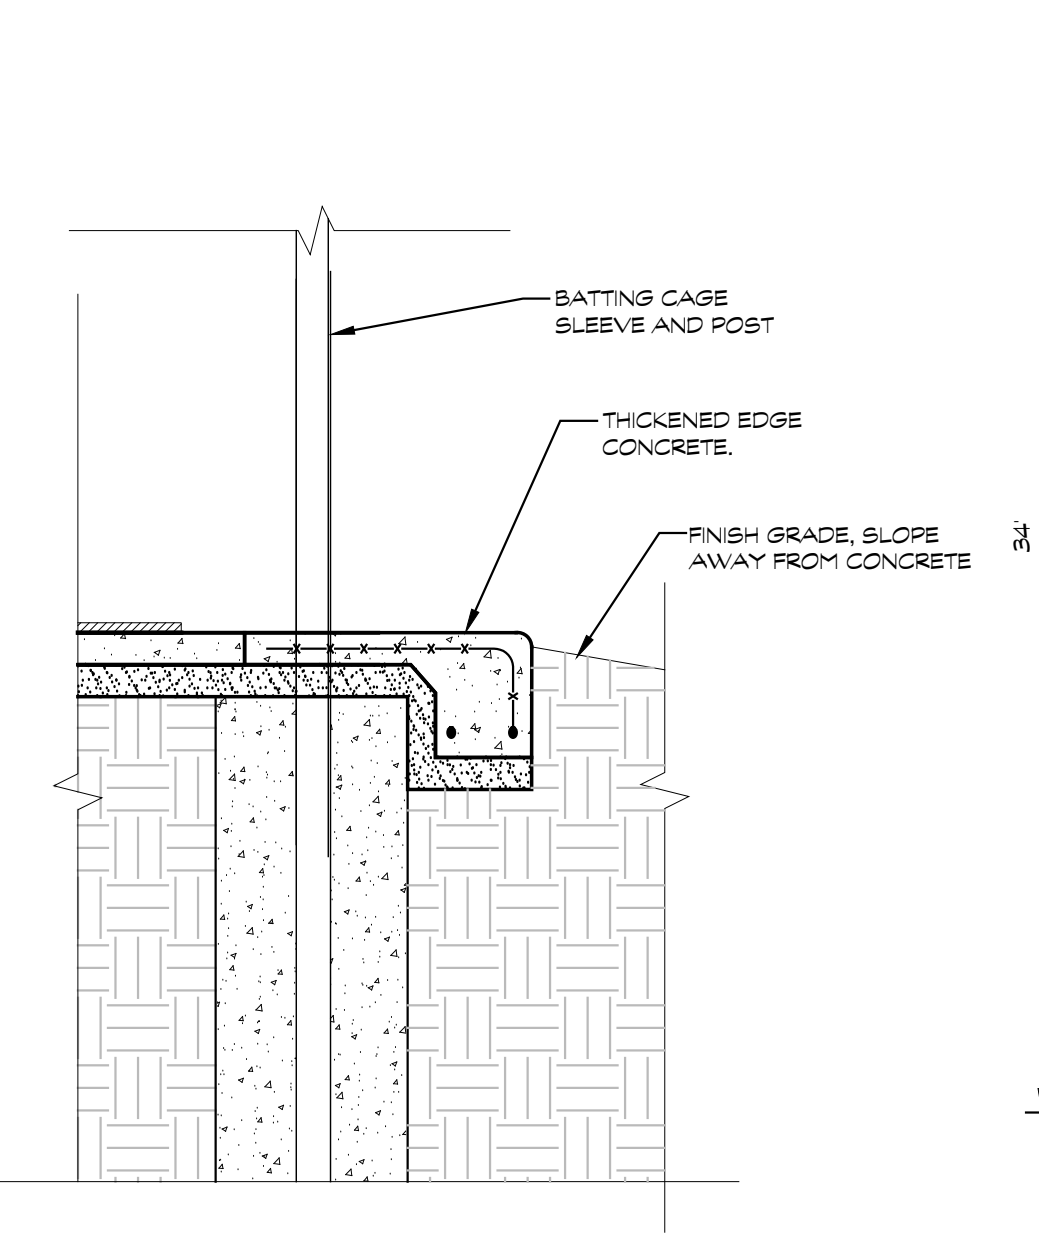 BATTING CAGE
SLEEVE AND POST
THICKENED EDGE
CONCRETE.
FINISH GRADE, SLOPE
AWAY FROM CONCRETE
34'